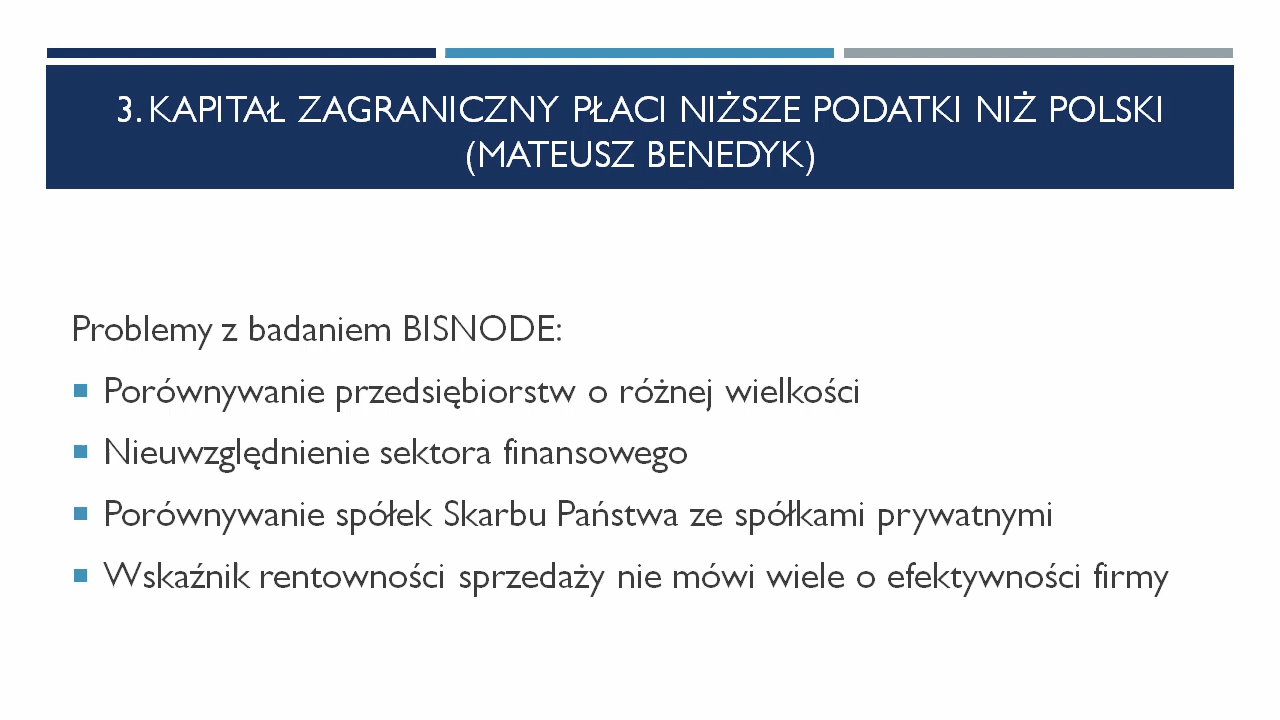 3. KAPITAŁ ZAGRANICZNY PŁACI NIŻSZE PODATKI NIŻ POLSKI
(MATEUSZ BENEDYK)
Problemy z badaniem BISNODE:
Porównywanie przedsiębiorstw o różnej wielkości
Nieuwzględnienie sektora finansowego
Porównywanie spółek Skarbu Państwa ze spółkami prywatnymi
Wskaźnik rentowności sprzedaży nie mówi wiele o efektywności firmy